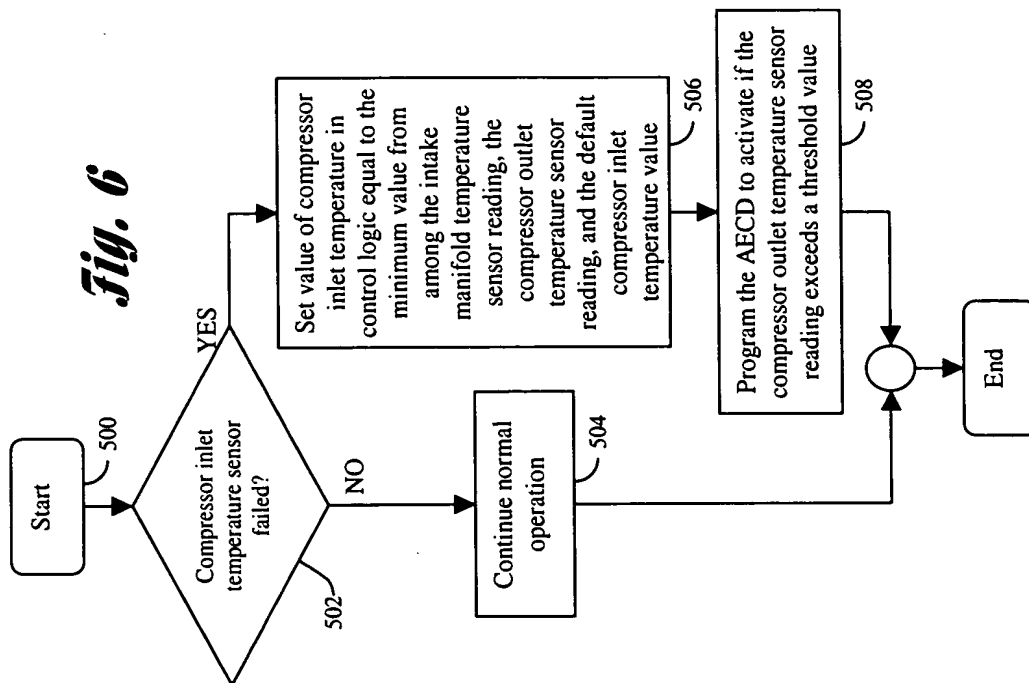 Fig. 6
Start
500
Compressor inlet
temperature sensor
failed?
502
YES
NO
Continue normal
operation
504
Set value of compressor
inlet temperature in
control logic equal to the
minimum value from
among the intake
manifold temperature
sensor reading, the
compressor outlet
temperature sensor
reading, and the default
compressor inlet
temperature value
506
Program the AECD to activate if the
compressor outlet temperature sensor
reading exceeds a threshold value
508
End